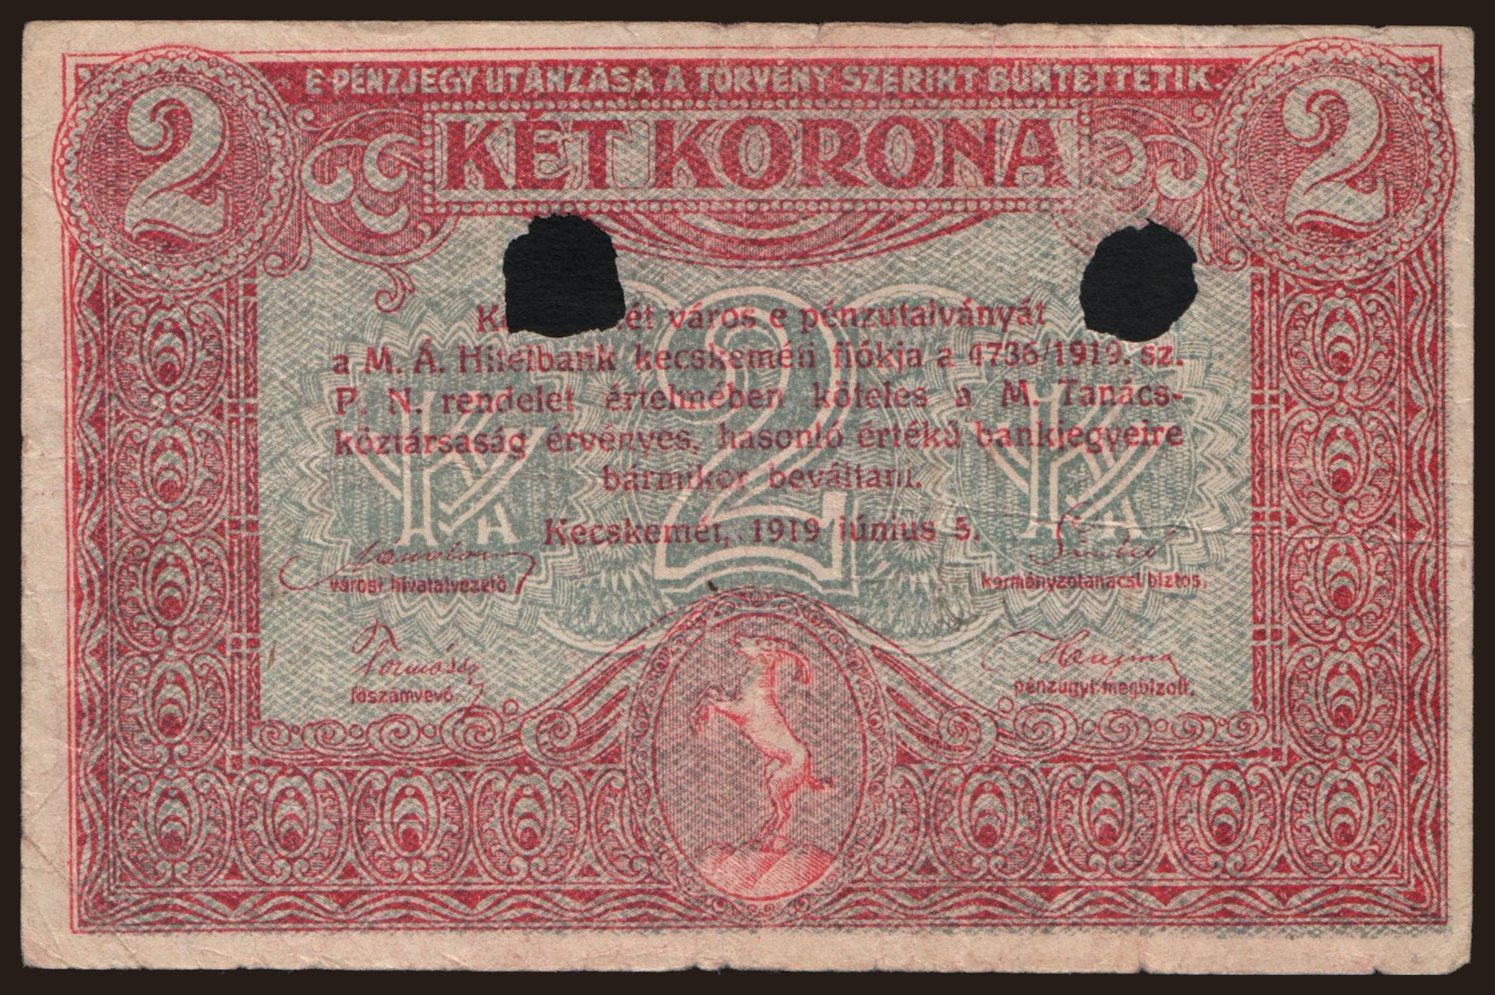 E PÉNZJEGY UTÁNZÁSA A TÖRVÉNY SZERINT BÜNTETTETIK.
2 KÉT KORONA 2
ét város e pénzutalványát
a M. Á. Hitelbank kecskeméti fiókja a 4736/1919. sz.
P. N. rendelet értelmében köteles a M. Tanács-
köztársaság érvényes, hasonló értékű bankjegyeire
bármikor beváltani.
Kecskemét, 1919 június 5.
2
városi hivatalvezető kormányzótanácsi biztos,
főszámvevő pénzügyi megbizott.